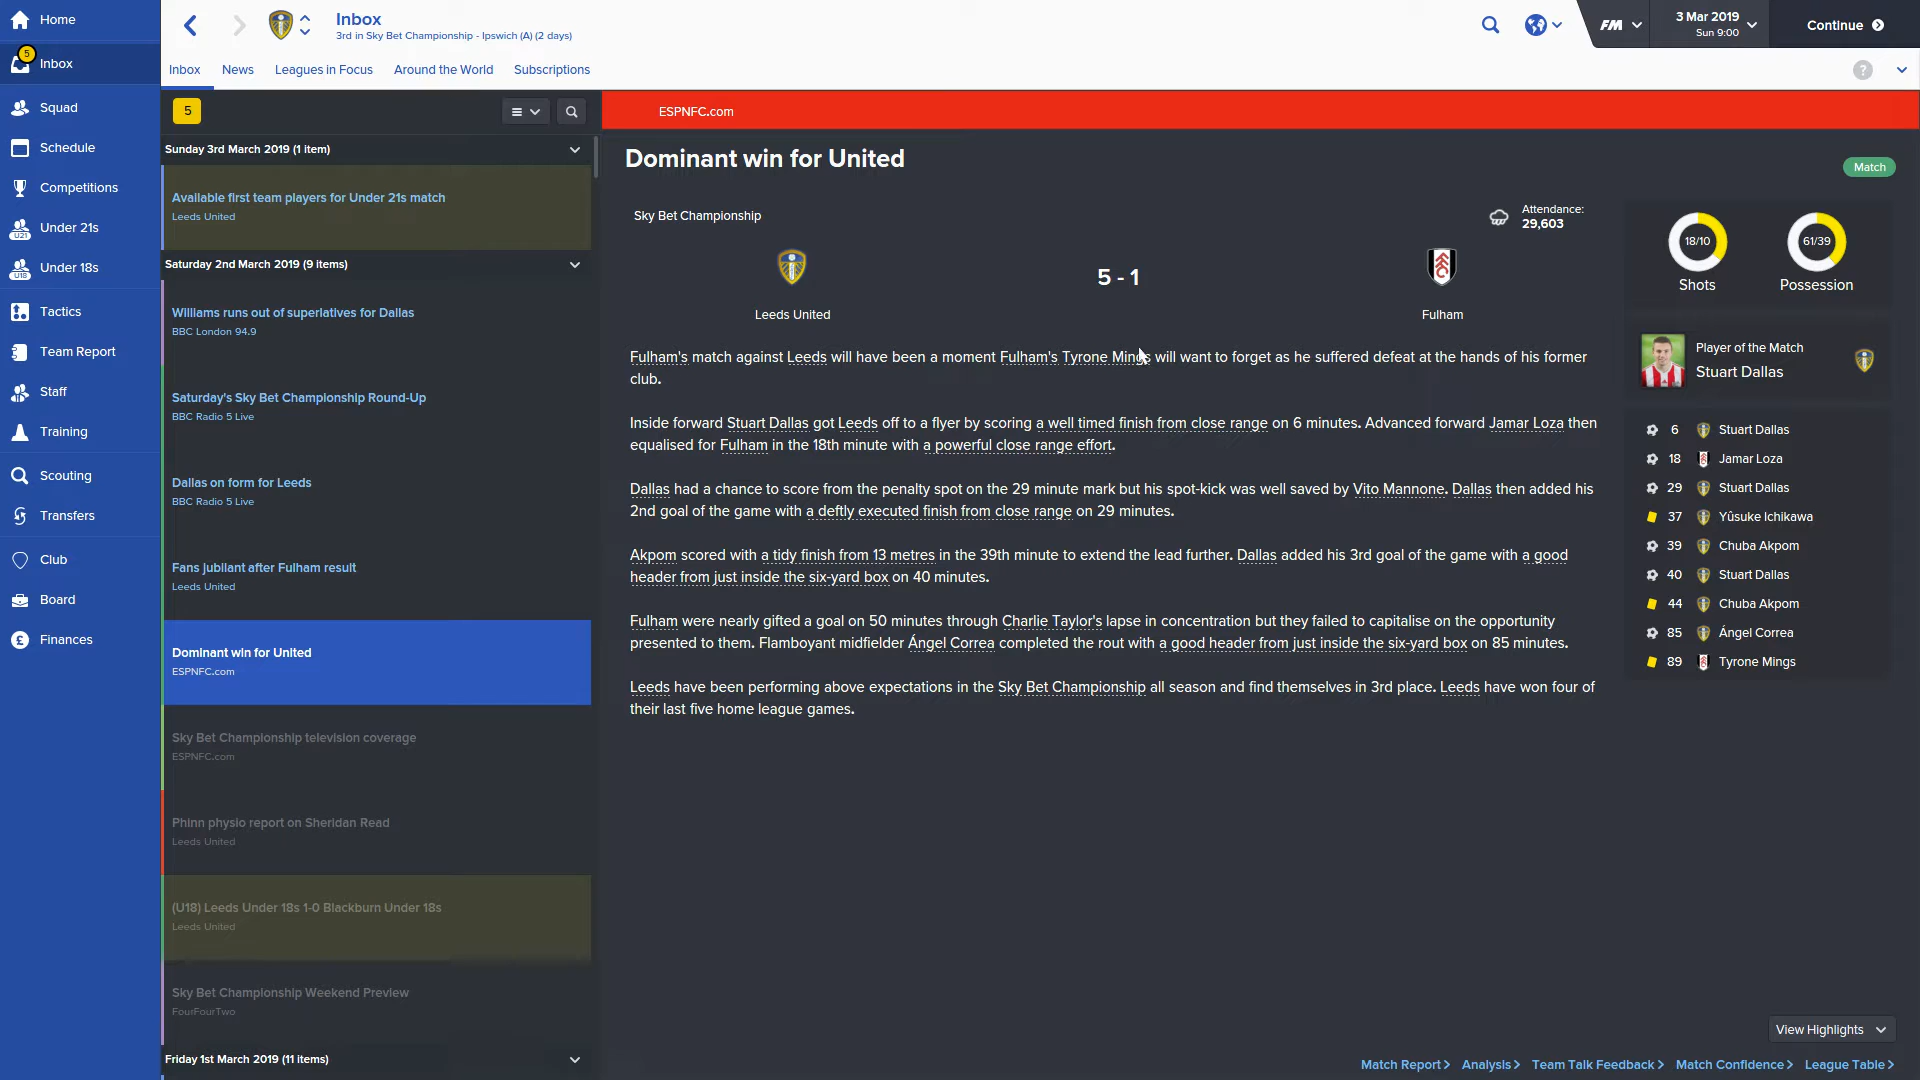 Home
5
Inbox
Squad
Schedule
Competitions
U21
Under 21s
U18
Under 18s
Tactics
Team Report
Staff
Training
Scouting
Transfers
Club
Board
£
Finances
Inbox
3rd in Sky Bet Championship - Ipswich (A) (2 days)
FM
3 Mar 2019
Sun 9:00
Continue
Inbox
News
Leagues in Focus
Around the World
Subscriptions
?
5
Sunday 3rd March 2019 (1 item)
Available first team players for Under 21s match
Leeds United
Saturday 2nd March 2019 (9 items)
Williams runs out of superlatives for Dallas
BBC London 94.9
Saturday's Sky Bet Championship Round-Up
BBC Radio 5 Live
Dallas on form for Leeds
BBC Radio 5 Live
Fans jubilant after Fulham result
Leeds United
Dominant win for United
ESPNFC.com
Sky Bet Championship television coverage
ESPNFC.com
Phinn physio report on Sheridan Read
Leeds United
(U18) Leeds Under 18s 1-0 Blackburn Under 18s
Leeds United
Sky Bet Championship Weekend Preview
FourFourTwo
Friday 1st March 2019 (11 items)
ESPNFC.com
Dominant win for United
Match
Sky Bet Championship
Attendance:
29,603
5 - 1
Leeds United
Fulham
Fulham's match against Leeds will have been a moment Fulham's Tyrone Mings will want to forget as he suffered defeat at the hands of his former
club.
Inside forward Stuart Dallas got Leeds off to a flyer by scoring a well timed finish from close range on 6 minutes. Advanced forward Jamar Loza then
equalised for Fulham in the 18th minute with a powerful close range effort.
Dallas had a chance to score from the penalty spot on the 29 minute mark but his spot-kick was well saved by Vito Mannone. Dallas then added his
2nd goal of the game with a deftly executed finish from close range on 29 minutes.
Akpom scored with a tidy finish from 13 metres in the 39th minute to extend the lead further. Dallas added his 3rd goal of the game with a good
header from just inside the six-yard box on 40 minutes.
Fulham were nearly gifted a goal on 50 minutes through Charlie Taylor's lapse in concentration but they failed to capitalise on the opportunity
presented to them. Flamboyant midfielder Ángel Correa completed the rout with a good header from just inside the six-yard box on 85 minutes.
Leeds have been performing above expectations in the Sky Bet Championship all season and find themselves in 3rd place. Leeds have won four of
their last five home league games.
18/10
Shots
61/39
Possession
Player of the Match
Stuart Dallas
6 Stuart Dallas
18 Jamar Loza
29 Stuart Dallas
37 Yûsuke Ichikawa
39 Chuba Akpom
40 Stuart Dallas
44 Chuba Akpom
85 Ángel Correa
89 Tyrone Mings
View Highlights
Match Report
Analysis
Team Talk Feedback
Match Confidence
League Table